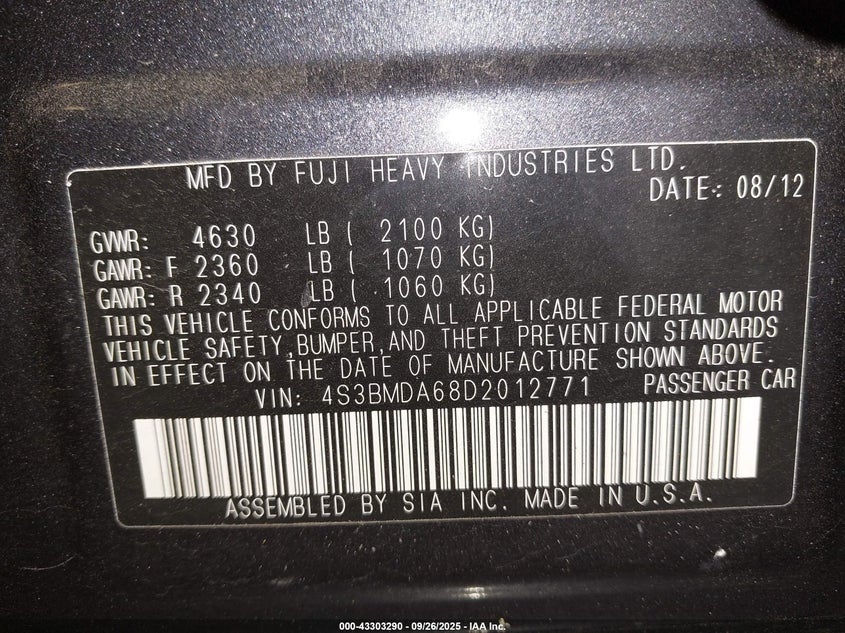 MFD BY FUJI HEAVY INDUSTRIES LTD.
DATE: 08/12
GVWR: 4630 LB ( 2100 KG)
GAWR: F 2360 LB ( 1070 KG)
GAWR: R 2340 LB ( 1060 KG)
THIS VEHICLE CONFORMS TO ALL APPLICABLE FEDERAL MOTOR
VEHICLE SAFETY, BUMPER, AND THEFT PREVENTION STANDARDS
IN EFFECT ON THE DATE OF MANUFACTURE SHOWN ABOVE.
VIN: 4S3BMDA68D2012771 PASSENGER CAR
ASSEMBLED BY SIA INC. MADE IN U.S.A.
000-43303290 - 09/26/2025 - IAA Inc.